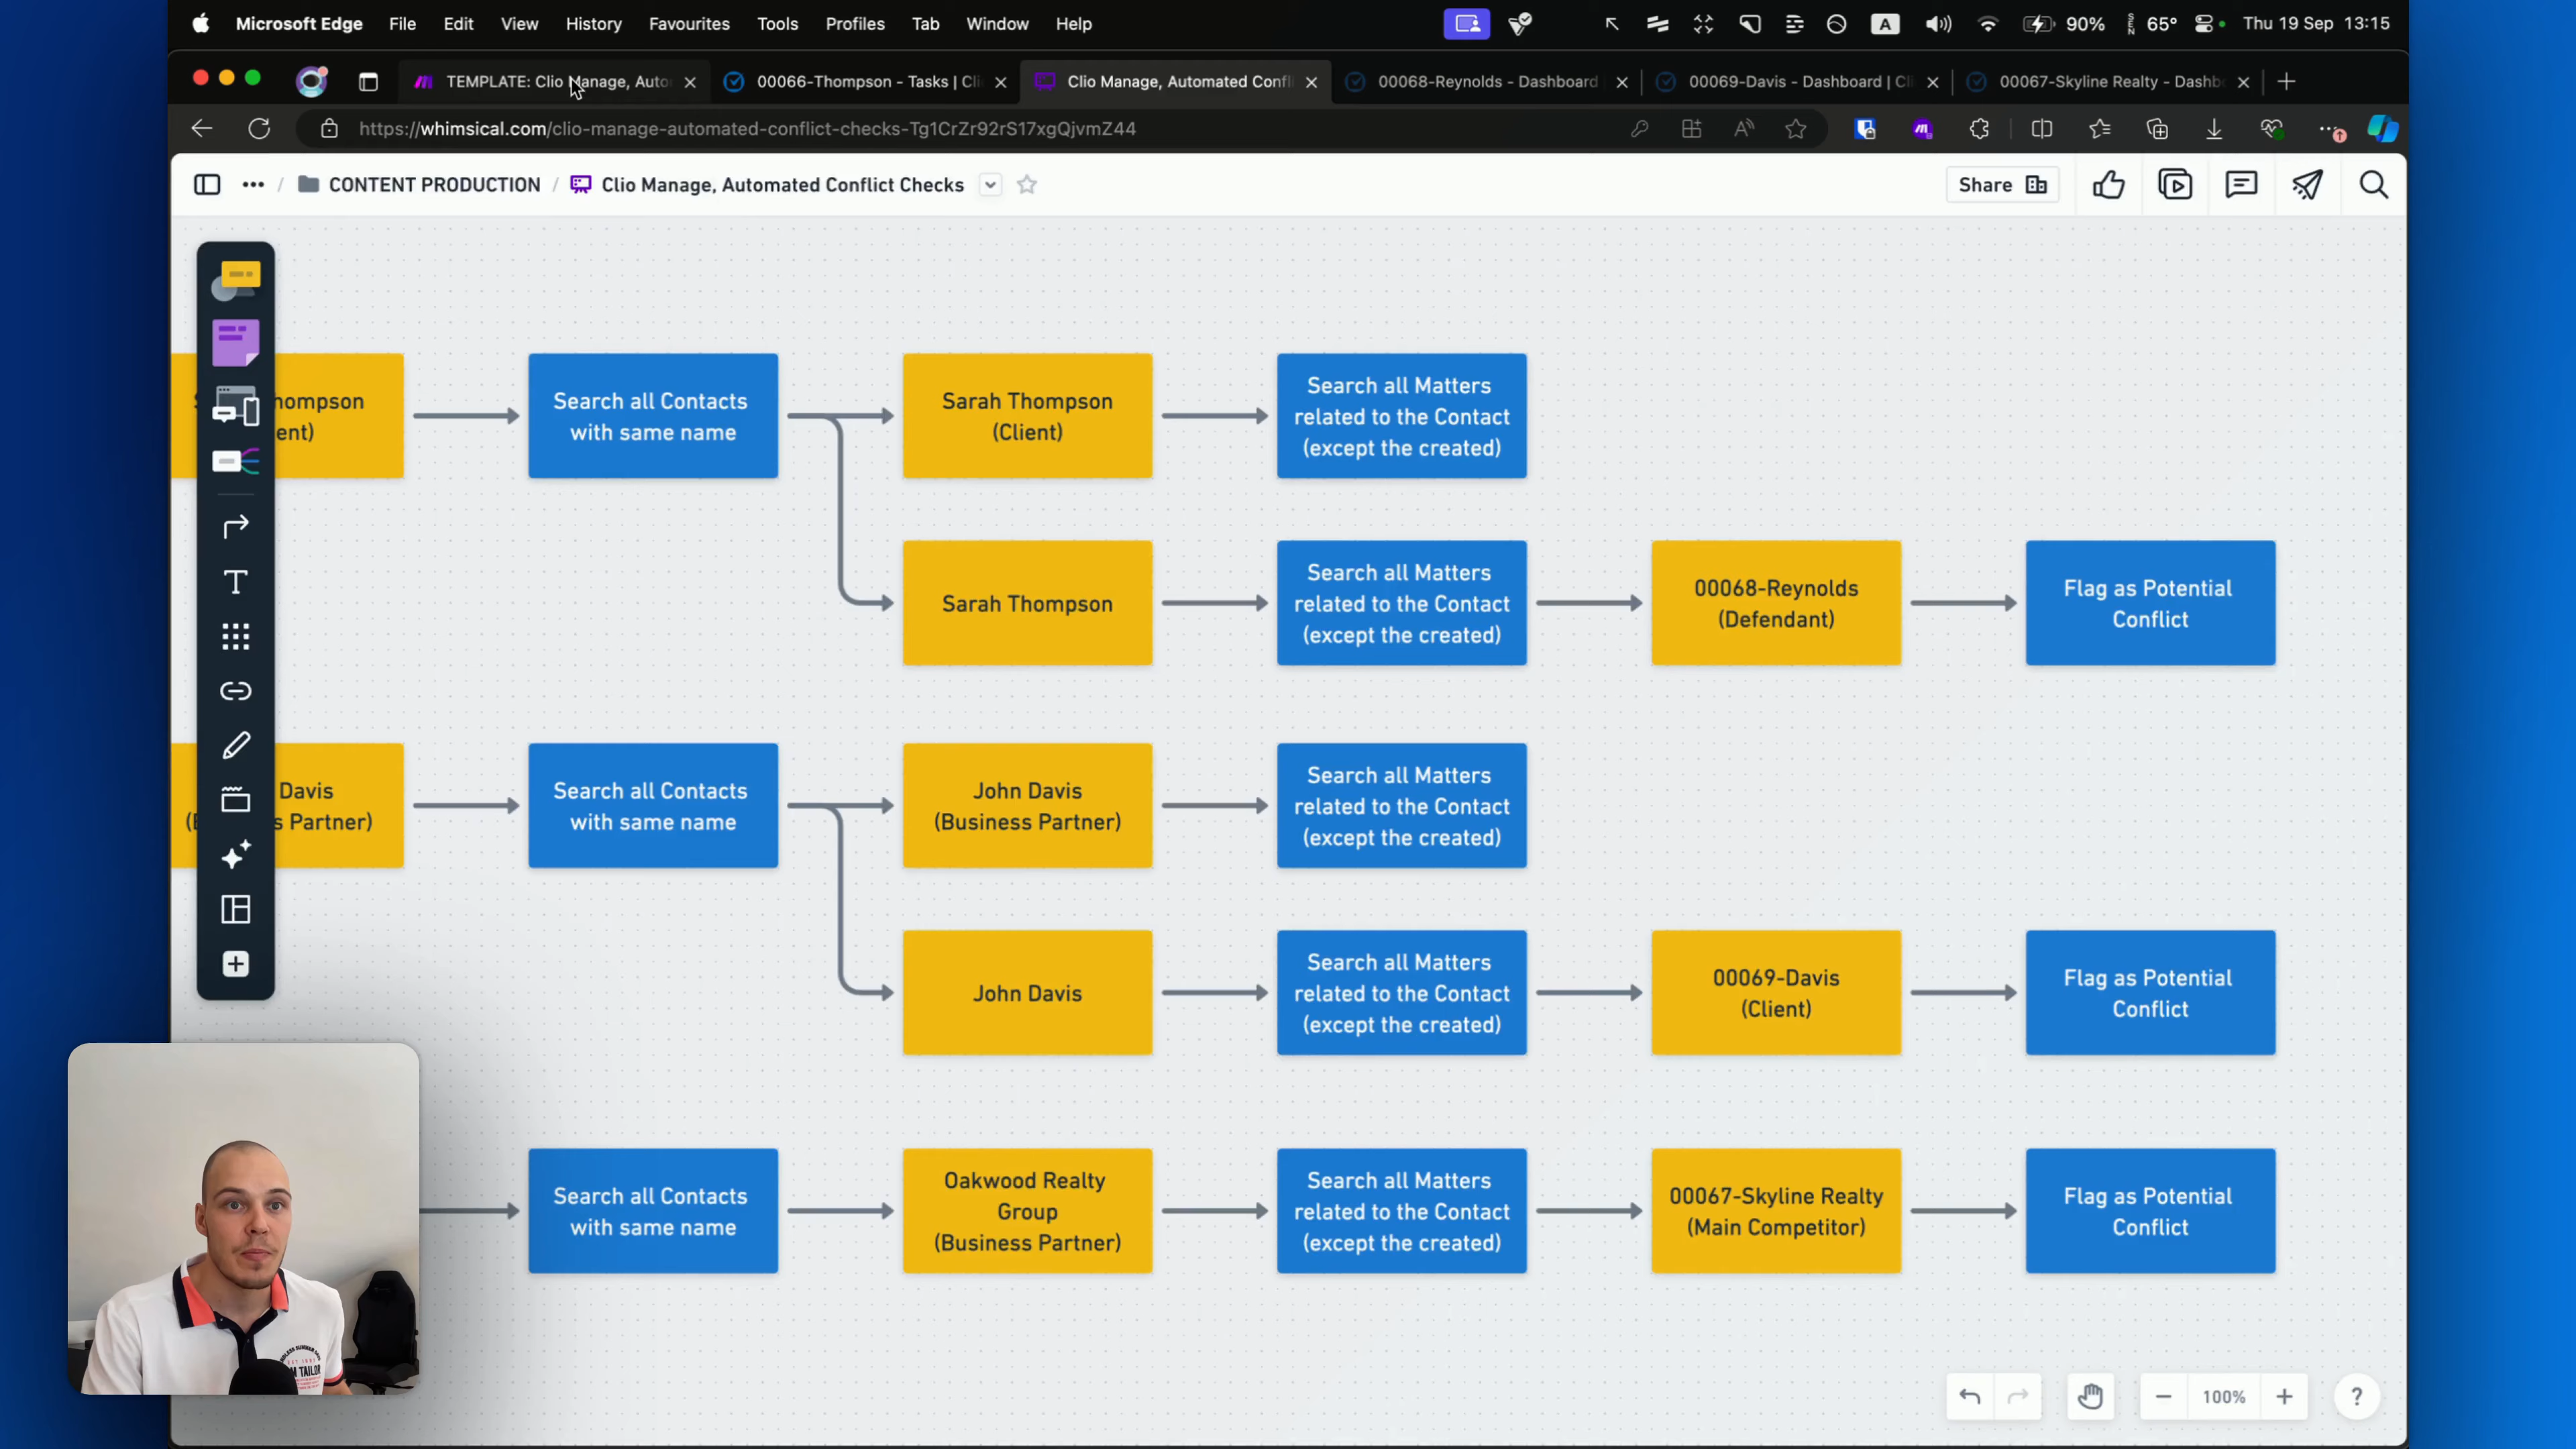 Microsoft Edge File Edit View History Favourites Tools Profiles Tab Window Help
A 90% SEN 65° Thu 19 Sep 13:15
TEMPLATE: Clio Manage, Auto
00066-Thompson - Tasks | Cli
Clio Manage, Automated Confli
00068-Reynolds - Dashboard
00069-Davis - Dashboard | Cl
00067-Skyline Realty - Dashb
https://whimsical.com/clio-manage-automated-conflict-checks-Tg1CrZr92rS17xgQjvmZ44
••• / CONTENT PRODUCTION / Clio Manage, Automated Conflict Checks
Share
hompson
ent)
Search all Contacts
with same name
Sarah Thompson
(Client)
Search all Matters
related to the Contact
(except the created)
Sarah Thompson
Search all Matters
related to the Contact
(except the created)
00068-Reynolds
(Defendant)
Flag as Potential
Conflict
Davis
s Partner)
Search all Contacts
with same name
John Davis
(Business Partner)
Search all Matters
related to the Contact
(except the created)
John Davis
Search all Matters
related to the Contact
(except the created)
00069-Davis
(Client)
Flag as Potential
Conflict
Search all Contacts
with same name
Oakwood Realty
Group
(Business Partner)
Search all Matters
related to the Contact
(except the created)
00067-Skyline Realty
(Main Competitor)
Flag as Potential
Conflict
100%
?